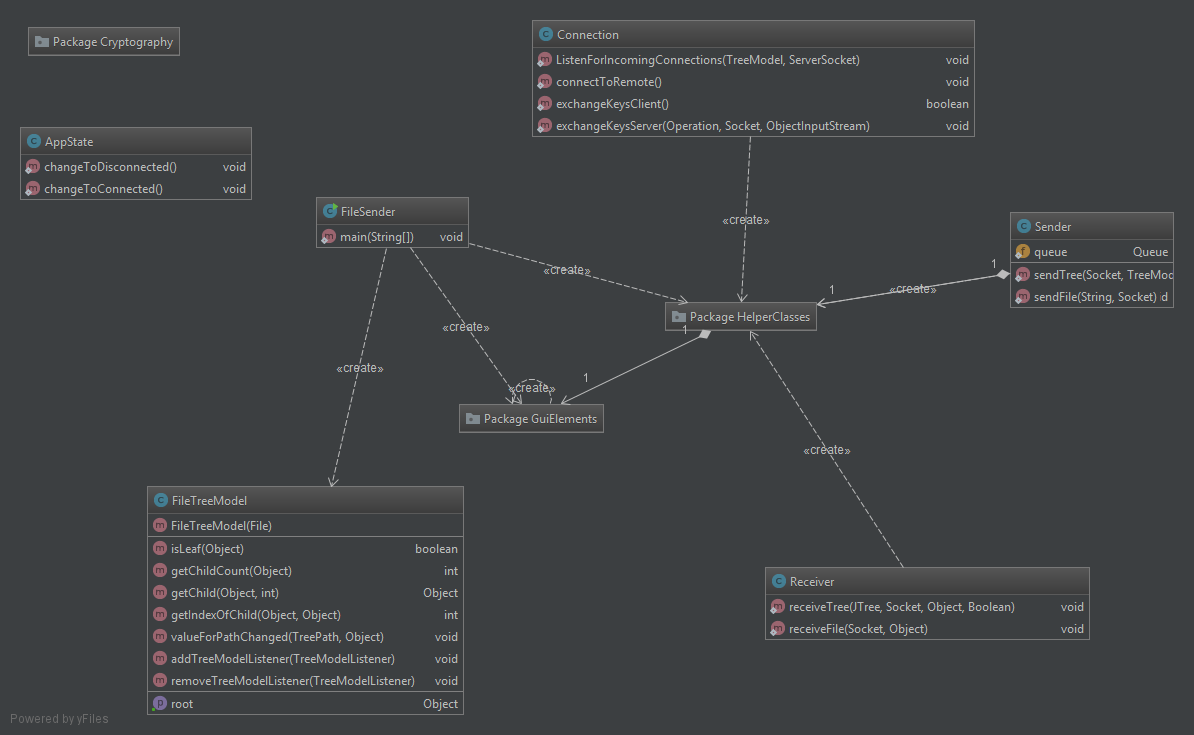 Package Cryptography
Connection
ListenForIncomingConnections(TreeModel, ServerSocket) void
connectToRemote() void
exchangeKeysClient() boolean
exchangeKeysServer(Operation, Socket, ObjectInputStream) void
AppState
changeToDisconnected() void
changeToConnected() void
FileSender
main(String[]) void
Sender
queue Queue
sendTree(Socket, TreeMod
sendFile(String, Socket) id
«create»
«create»
1
«create»
1
Package HelperClasses
1
«create»
«create»
1
«create»
Package GuiElements
«create»
FileTreeModel
FileTreeModel(File)
isLeaf(Object) boolean
getChildCount(Object) int
getChild(Object, int) Object
getIndexOfChild(Object, Object) int
valueForPathChanged(TreePath, Object) void
addTreeModelListener(TreeModelListener) void
removeTreeModelListener(TreeModelListener) void
root Object
Receiver
receiveTree(JTree, Socket, Object, Boolean) void
receiveFile(Socket, Object) void
Powered by yFiles